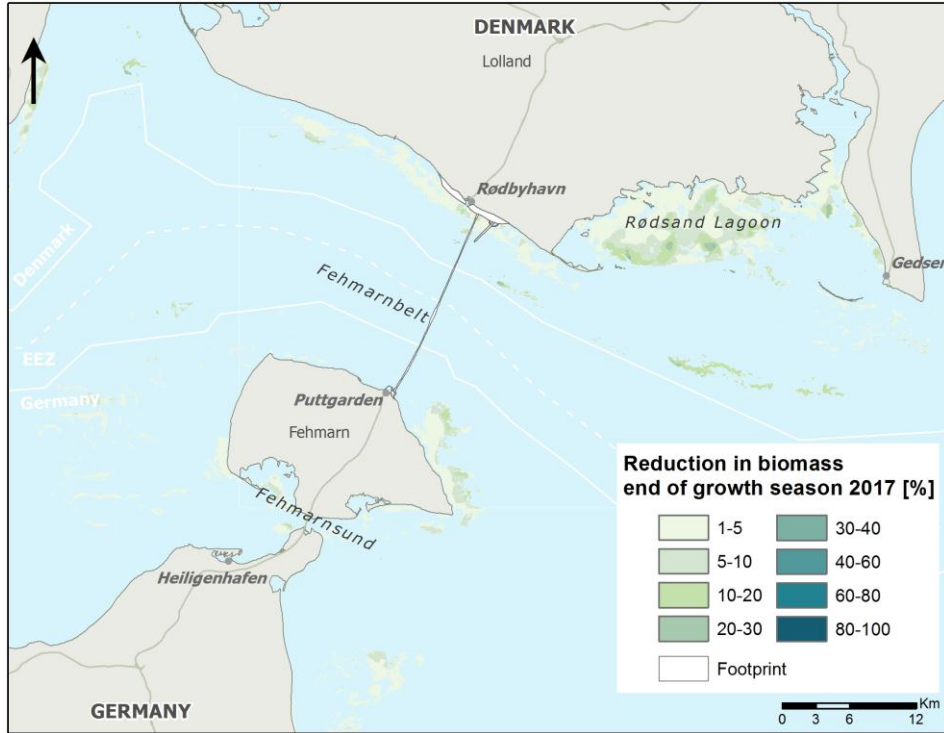 DENMARK
Lolland
Rødbyhavn
Rødsand Lagoon
Gedser
Denmark
Fehmarnbelt
EEZ
Germany
Puttgarden
Fehmarn
Fehmarnsund
Heiligenhafen
GERMANY
Reduction in biomass
end of growth season 2017 [%]
1-5
30-40
5-10
40-60
10-20
60-80
20-30
80-100
Footprint
Km
0 3 6 12